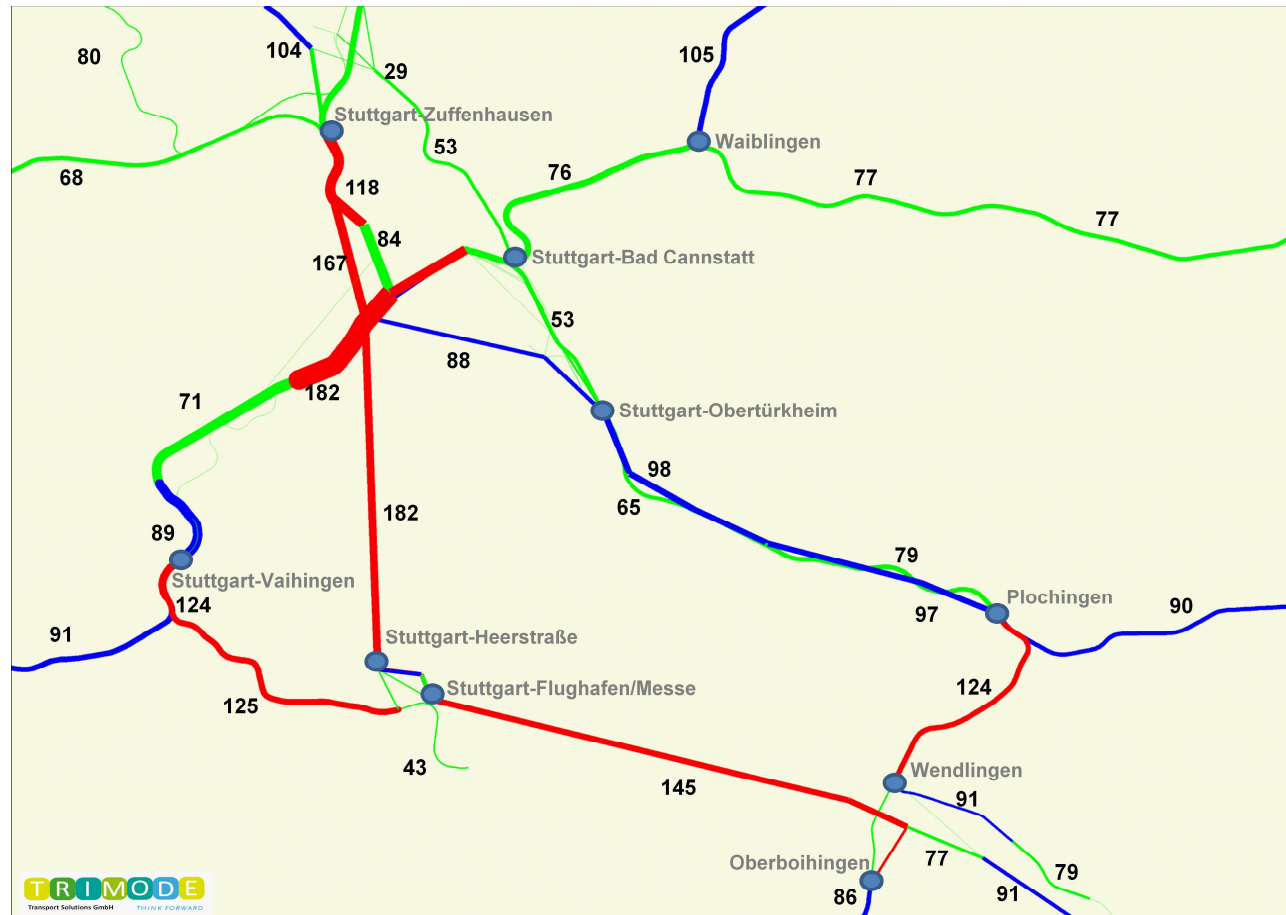 104
105
80
29
Stuttgart-Zuffenhausen
Waiblingen
53
76
68
118
77
77
84
167
Stuttgart-Bad Cannstatt
53
88
182
71
Stuttgart-Obertürkheim
98
65
182
89
79
Stuttgart-Vaihingen
124
Plochingen
97
90
91
Stuttgart-Heerstraße
Stuttgart-Flughafen/Messe
125
124
43
145
Wendlingen
91
Oberboihingen
77
79
86
91
TRIMODE
Transport Solutions GmbH THINK FORWARD